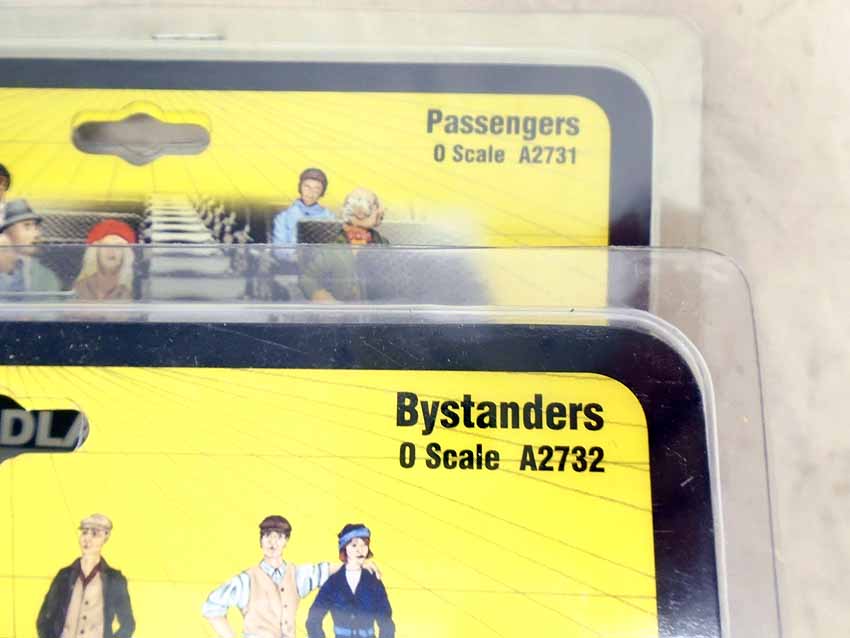 Passengers
O Scale A2731
Bystanders
O Scale A2732